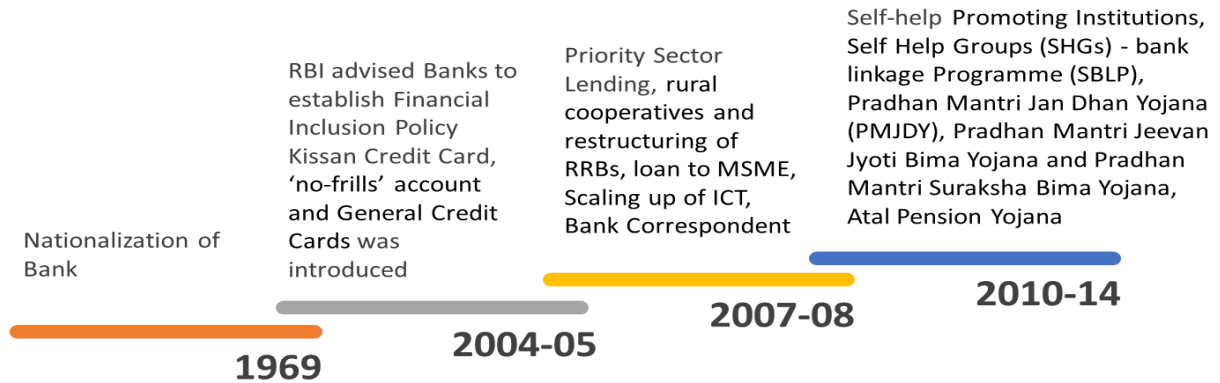 Nationalization of
Bank
1969
RBI advised Banks to
establish Financial
Inclusion Policy
Kissan Credit Card,
‘no-frills’ account
and General Credit
Cards was
introduced
2004-05
Priority Sector
Lending, rural
cooperatives and
restructuring of
RRBs, loan to MSME,
Scaling up of ICT,
Bank Correspondent
2007-08
Self-help Promoting Institutions,
Self Help Groups (SHGs) - bank
linkage Programme (SBLP),
Pradhan Mantri Jan Dhan Yojana
(PMJDY), Pradhan Mantri Jeevan
Jyoti Bima Yojana and Pradhan
Mantri Suraksha Bima Yojana,
Atal Pension Yojana
2010-14